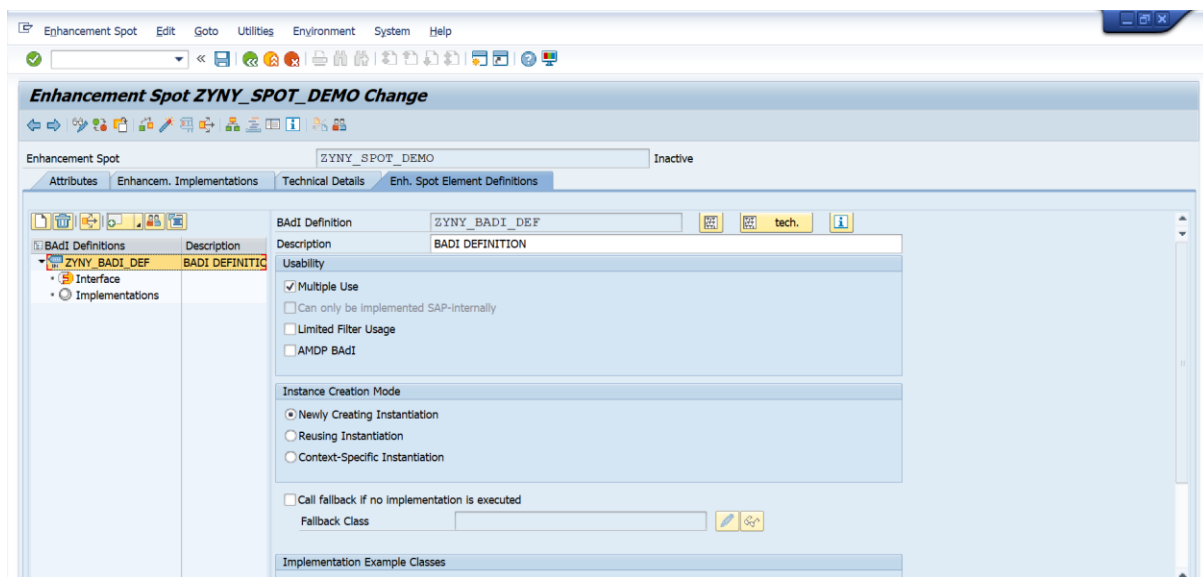 Enhancement Spot Edit Goto Utilities Environment System Help
Enhancement Spot ZYNY_SPOT_DEMO Change
Enhancement Spot ZYNY_SPOT_DEMO Inactive
Attributes Enhancem. Implementations Technical Details Enh. Spot Element Definitions
BAdI Definition ZYNY_BADI_DEF tech.
BAdI Definitions Description Description BADI DEFINITION
ZYNY_BADI_DEF BADI DEFINITIC Usability
Interface Multiple Use
Implementations
Can only be implemented SAP-internally
Limited Filter Usage
AMDP BAdI
Instance Creation Mode
Newly Creating Instantiation
Reusing Instantiation
Context-Specific Instantiation
Call fallback if no implementation is executed
Fallback Class
Implementation Example Classes